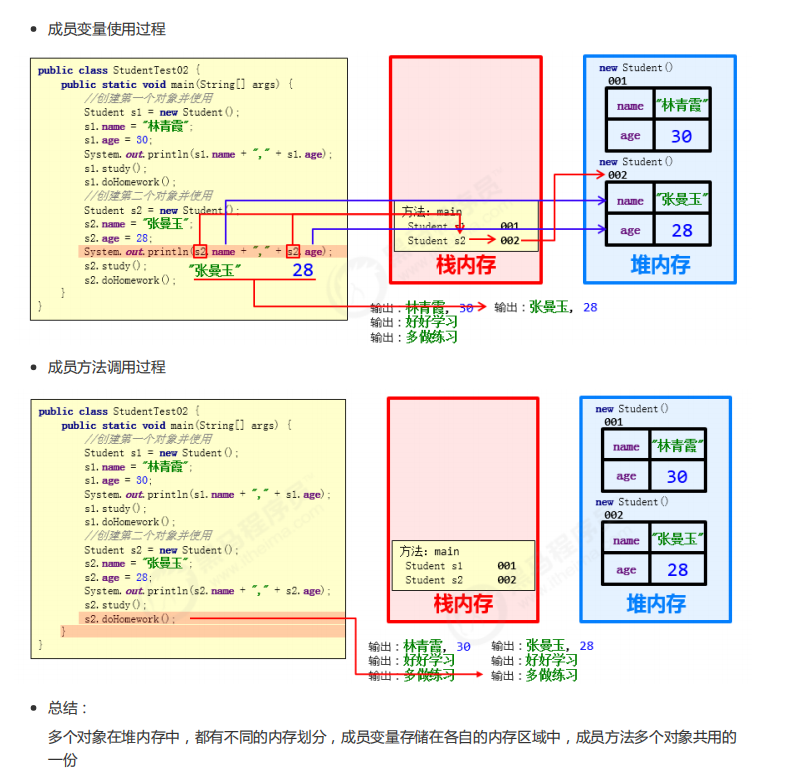 成员变量使用过程
public class StudentTest02 {
public static void main(String[] args) {
//创建第一个对象并使用
Student s1 = new Student();
s1.name = "林青霞";
s1.age = 30;
System.out.println(s1.name + "," + s1.age);
s1.study();
s1.doHomework();
//创建第二个对象并使用
Student s2 = new Student();
s2.name = "张曼玉";
s2.age = 28;
System.out.println(s2.name + "," + s2.age);
s2.study();
"张曼玉" 28
s2.doHomework();
}
}
方法: main
Student s1 001
Student s2 002
栈内存
new Student()
001
name "林青霞"
age 30
new Student()
002
name "张曼玉"
age 28
堆内存
输出：林青霞, 30 输出：张曼玉, 28
输出：好好学习
输出：多做练习
成员方法调用过程
public class StudentTest02 {
public static void main(String[] args) {
//创建第一个对象并使用
Student s1 = new Student();
s1.name = "林青霞";
s1.age = 30;
System.out.println(s1.name + "," + s1.age);
s1.study();
s1.doHomework();
//创建第二个对象并使用
Student s2 = new Student();
s2.name = "张曼玉";
s2.age = 28;
System.out.println(s2.name + "," + s2.age);
s2.study();
s2.doHomework();
}
}
方法: main
Student s1 001
Student s2 002
栈内存
new Student()
001
name "林青霞"
age 30
new Student()
002
name "张曼玉"
age 28
堆内存
输出：林青霞, 30 输出：张曼玉, 28
输出：好好学习 输出：好好学习
输出：多做练习 输出：多做练习
总结：
多个对象在堆内存中，都有不同的内存划分，成员变量存储在各自的内存区域中，成员方法多个对象共用的
一份